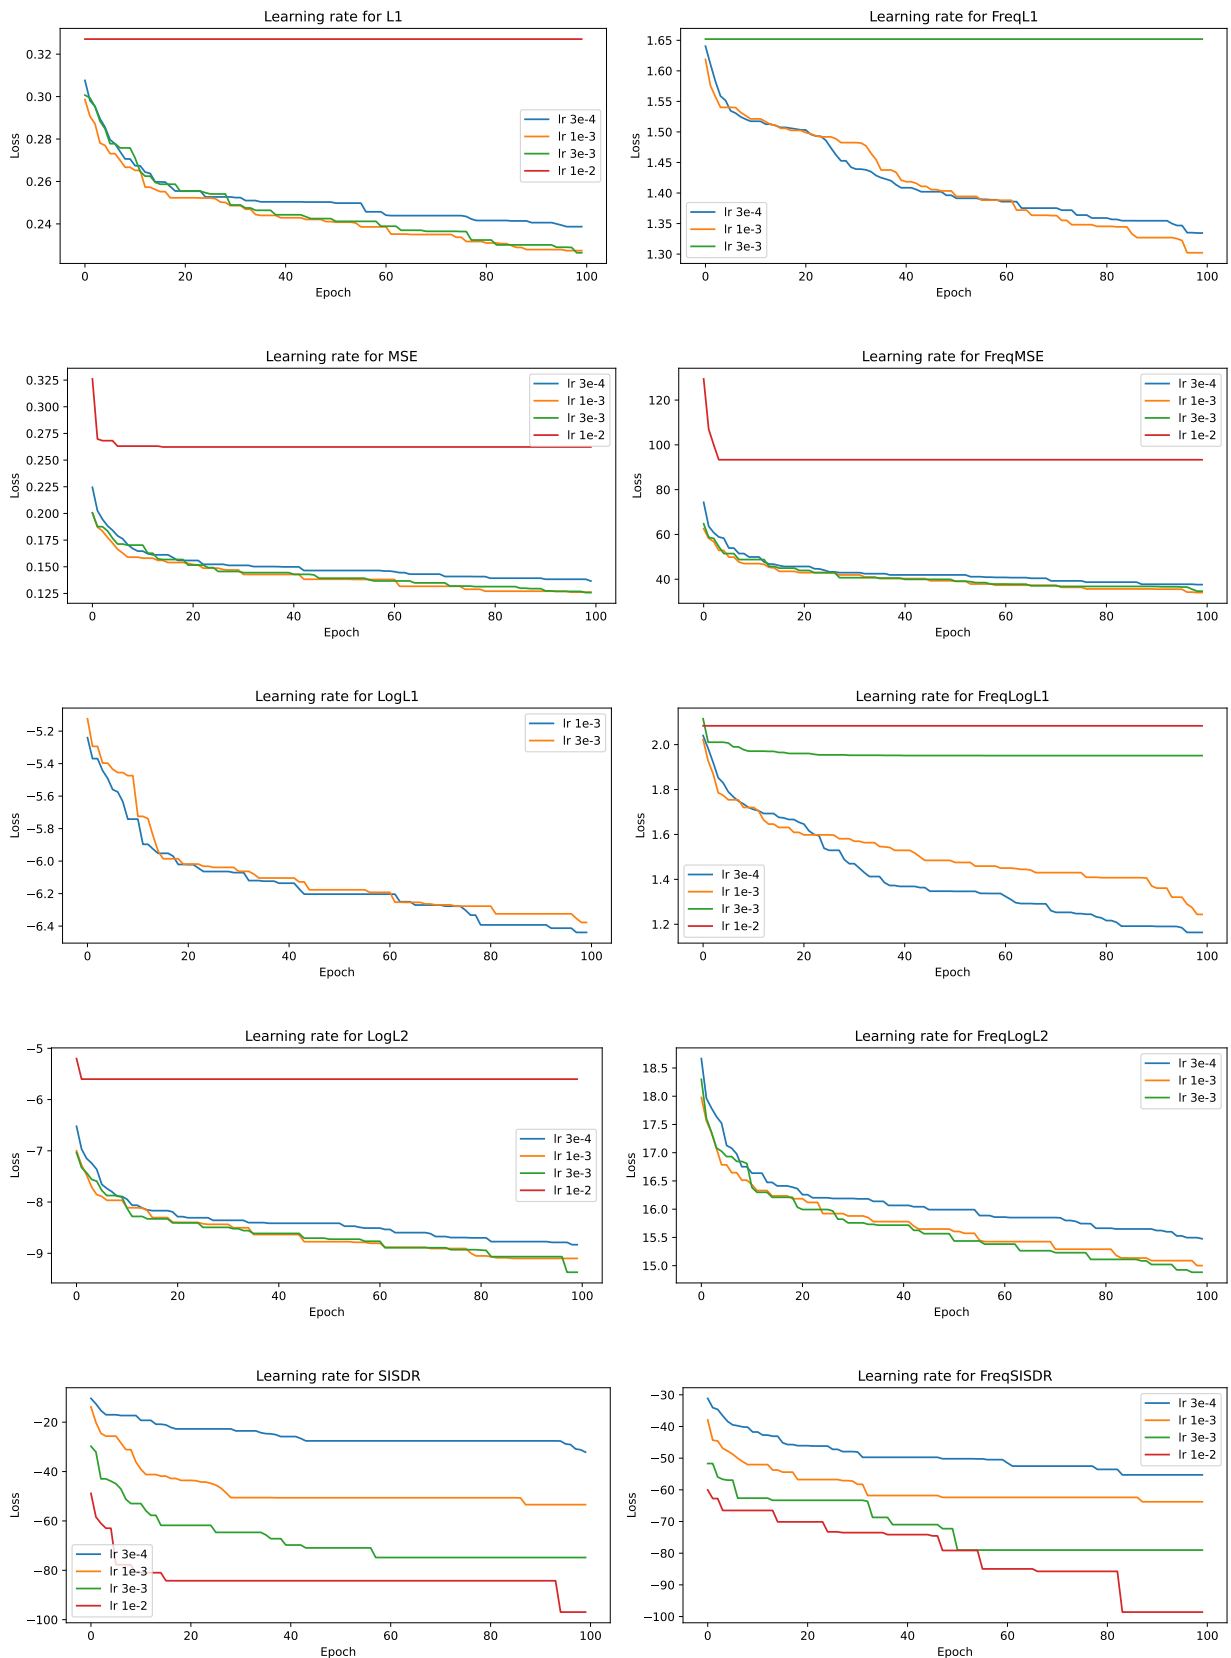 Learning rate for L1
0.32
0.30
0.28
0.26
0.24
Loss
lr 3e-4
lr 1e-3
lr 3e-3
lr 1e-2
0 20 40 60 80 100
Epoch
Learning rate for FreqL1
1.65
1.60
1.55
1.50
1.45
1.40
1.35
1.30
Loss
lr 3e-4
lr 1e-3
lr 3e-3
0 20 40 60 80 100
Epoch
Learning rate for MSE
0.325
0.300
0.275
0.250
0.225
0.200
0.175
0.150
0.125
Loss
lr 3e-4
lr 1e-3
lr 3e-3
lr 1e-2
0 20 40 60 80 100
Epoch
Learning rate for FreqMSE
120
100
80
60
40
Loss
lr 3e-4
lr 1e-3
lr 3e-3
lr 1e-2
0 20 40 60 80 100
Epoch
Learning rate for LogL1
−5.2
−5.4
−5.6
−5.8
−6.0
−6.2
−6.4
Loss
lr 1e-3
lr 3e-3
0 20 40 60 80 100
Epoch
Learning rate for FreqLogL1
2.0
1.8
1.6
1.4
1.2
Loss
lr 3e-4
lr 1e-3
lr 3e-3
lr 1e-2
0 20 40 60 80 100
Epoch
Learning rate for LogL2
−5
−6
−7
−8
−9
Loss
lr 3e-4
lr 1e-3
lr 3e-3
lr 1e-2
0 20 40 60 80 100
Epoch
Learning rate for FreqLogL2
18.5
18.0
17.5
17.0
16.5
16.0
15.5
15.0
Loss
lr 3e-4
lr 1e-3
lr 3e-3
0 20 40 60 80 100
Epoch
Learning rate for SISDR
−20
−40
−60
−80
−100
Loss
lr 3e-4
lr 1e-3
lr 3e-3
lr 1e-2
0 20 40 60 80 100
Epoch
Learning rate for FreqSISDR
−30
−40
−50
−60
−70
−80
−90
−100
Loss
lr 3e-4
lr 1e-3
lr 3e-3
lr 1e-2
0 20 40 60 80 100
Epoch